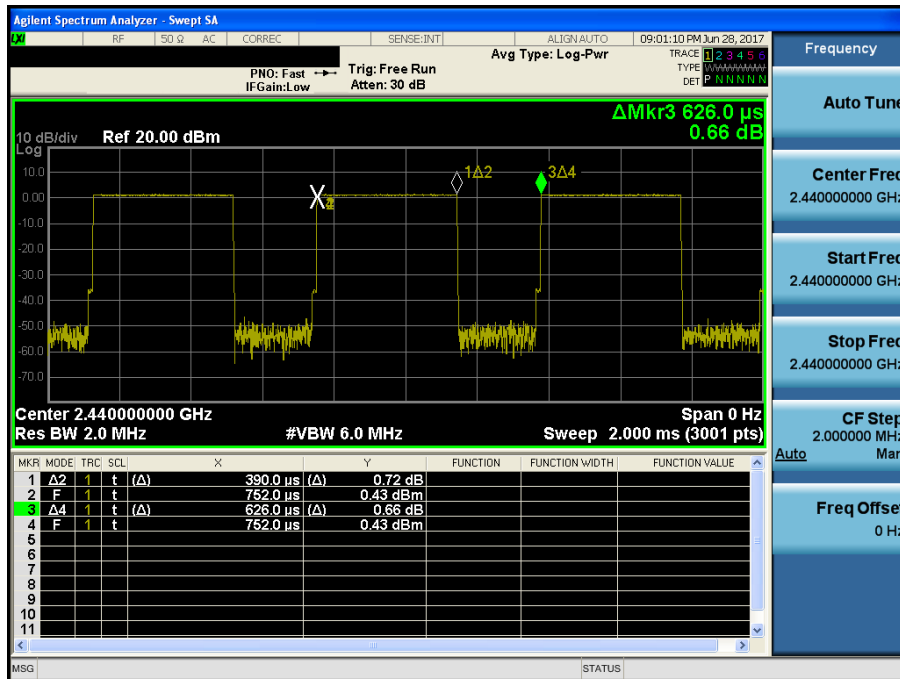 Agilent Spectrum Analyzer - Swept SA
LXI RF 50 Ω AC CORREC SENSE:INT ALIGN AUTO 09:01:10 PM Jun 28, 2017
Avg Type: Log-Pwr
TRACE 1 2 3 4 5 6
TYPE WWWWWW
DET P N N N N N
PNO: Fast Trig: Free Run
IFGain:Low Atten: 30 dB
ΔMkr3 626.0 µs
0.66 dB
10 dB/div Ref 20.00 dBm
Log
10.0
0.00
-10.0
-20.0
-30.0
-40.0
-50.0
-60.0
-70.0
X
1Δ2
3Δ4
Center 2.440000000 GHz Span 0 Hz
Res BW 2.0 MHz #VBW 6.0 MHz Sweep 2.000 ms (3001 pts)
MKR MODE TRC SCL X Y FUNCTION FUNCTION WIDTH FUNCTION VALUE
1 Δ2 1 t (Δ) 390.0 µs (Δ) 0.72 dB
2 F 1 t 752.0 µs 0.43 dBm
3 Δ4 1 t (Δ) 626.0 µs (Δ) 0.66 dB
4 F 1 t 752.0 µs 0.43 dBm
5
6
7
8
9
10
11
MSG STATUS
Frequency
Auto Tune
Center Freq
2.440000000 GHz
Start Freq
2.440000000 GHz
Stop Freq
2.440000000 GHz
CF Step
2.000000 MHz
Auto Man
Freq Offset
0 Hz